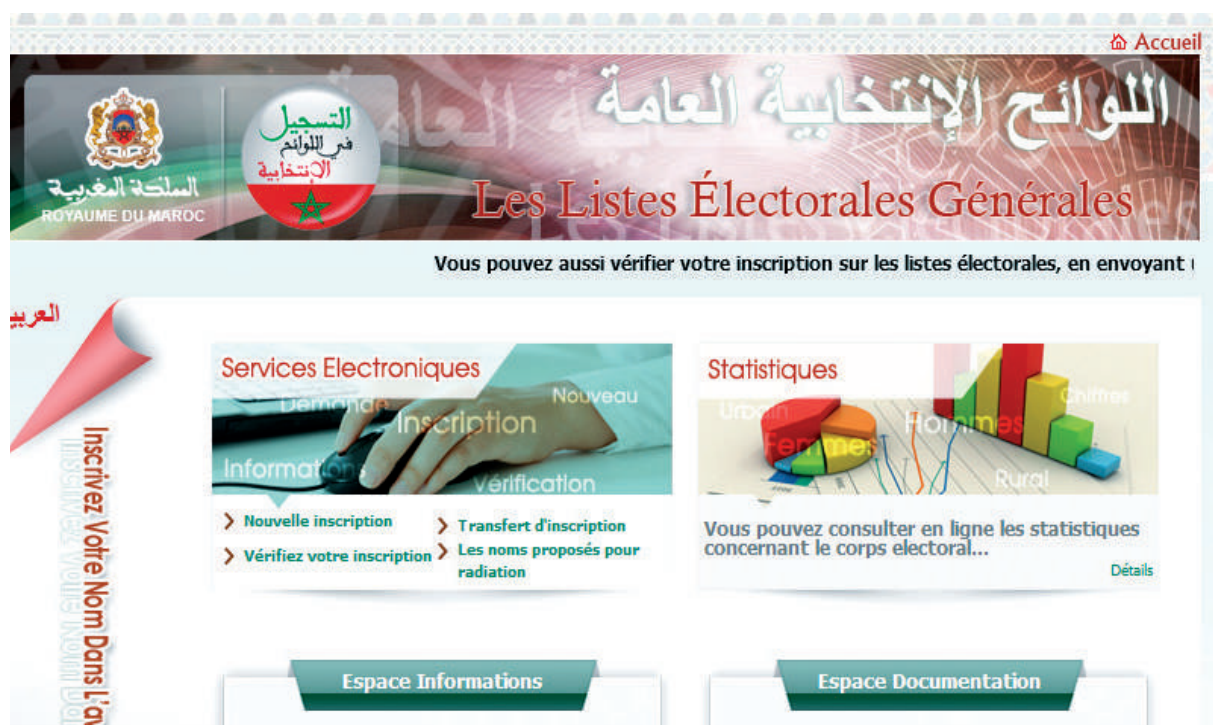 Accueil
اللوائح الإنتخابية العامة
التسجيل
في اللوائح
الإنتخابية
المملكة المغربية
ROYAUME DU MAROC
Les Listes Électorales Générales
Vous pouvez aussi vérifier votre inscription sur les listes électorales, en envoyant
Services Electroniques
Demande
Nouveau
Inscription
Informations
Vérification
Nouvelle inscription
Vérifiez votre inscription
Transfert d'inscription
Les noms proposés pour
radiation
Statistiques
Chiffres
Urbain
Hommes
Femmes
Rural
Vous pouvez consulter en ligne les statistiques
concernant le corps electoral...
Détails
Inscrivez Votre Nom Dans L'av
Espace Informations
Espace Documentation